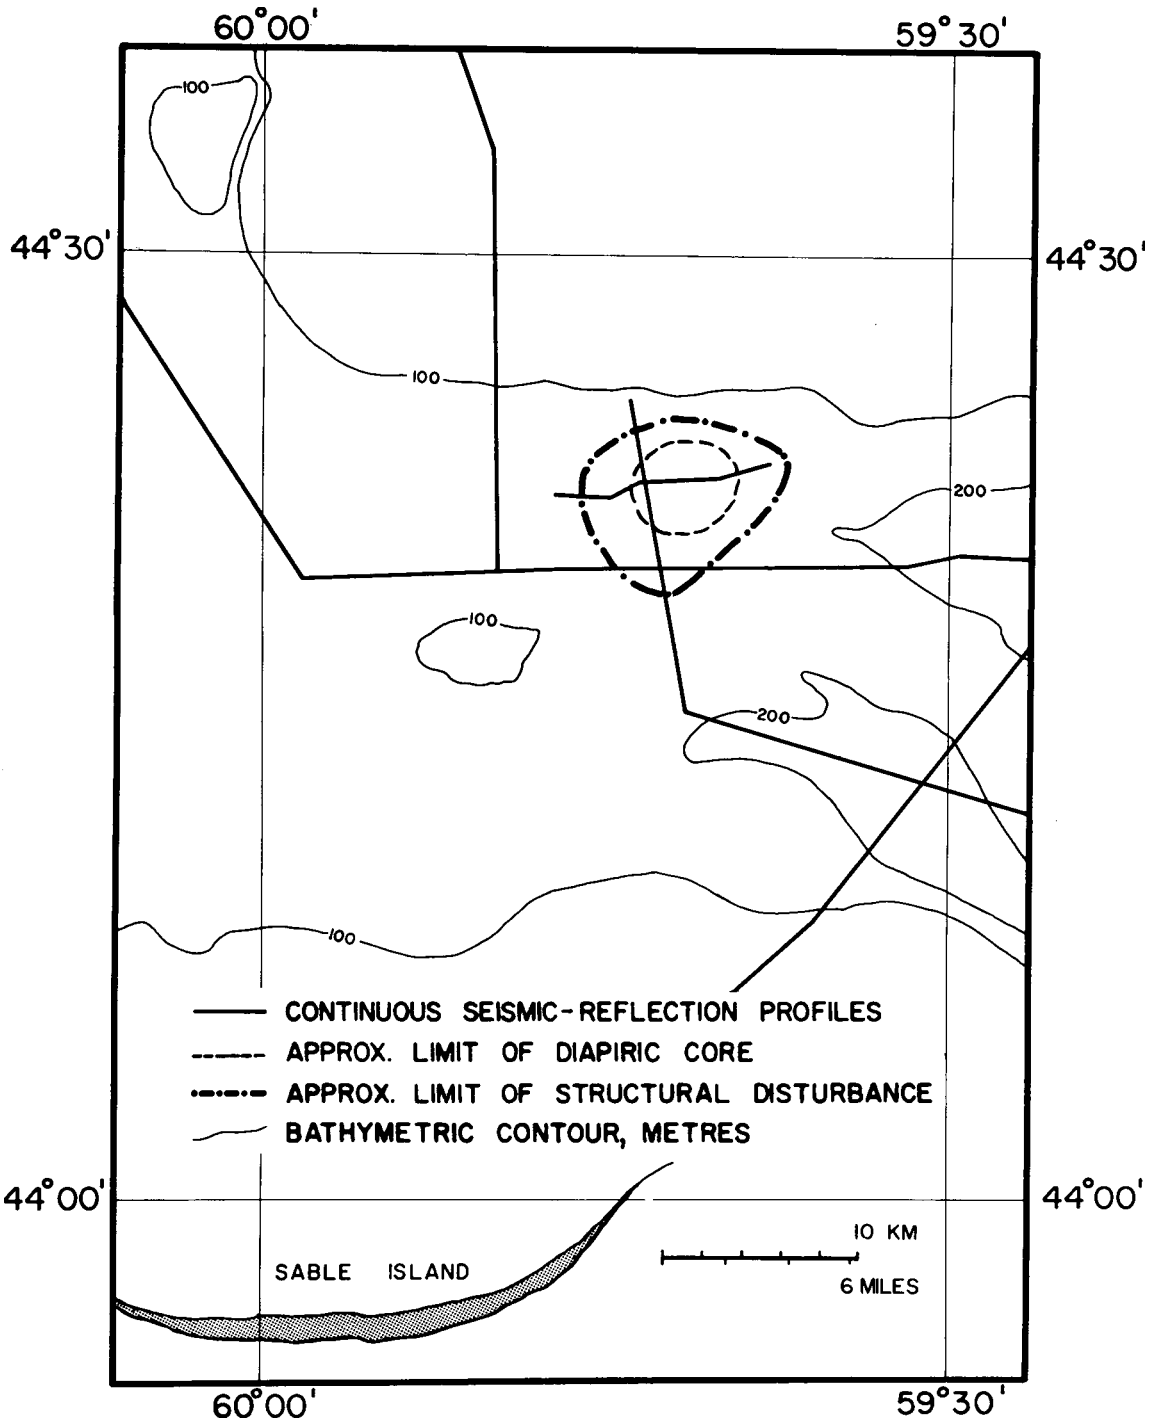 60°00'
59°30'
100
44°30'
44°30'
100
200
100
200
100
CONTINUOUS SEISMIC-REFLECTION PROFILES
APPROX. LIMIT OF DIAPIRIC CORE
APPROX. LIMIT OF STRUCTURAL DISTURBANCE
BATHYMETRIC CONTOUR, METRES
44°00'
44°00'
10 KM
SABLE ISLAND
6 MILES
60°00'
59°30'